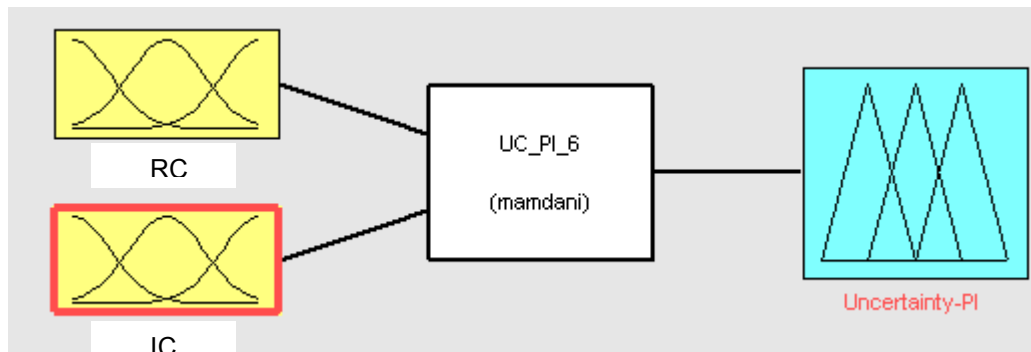 RC
UC_PI_6
(mamdani)
IC
Uncertainty-PI